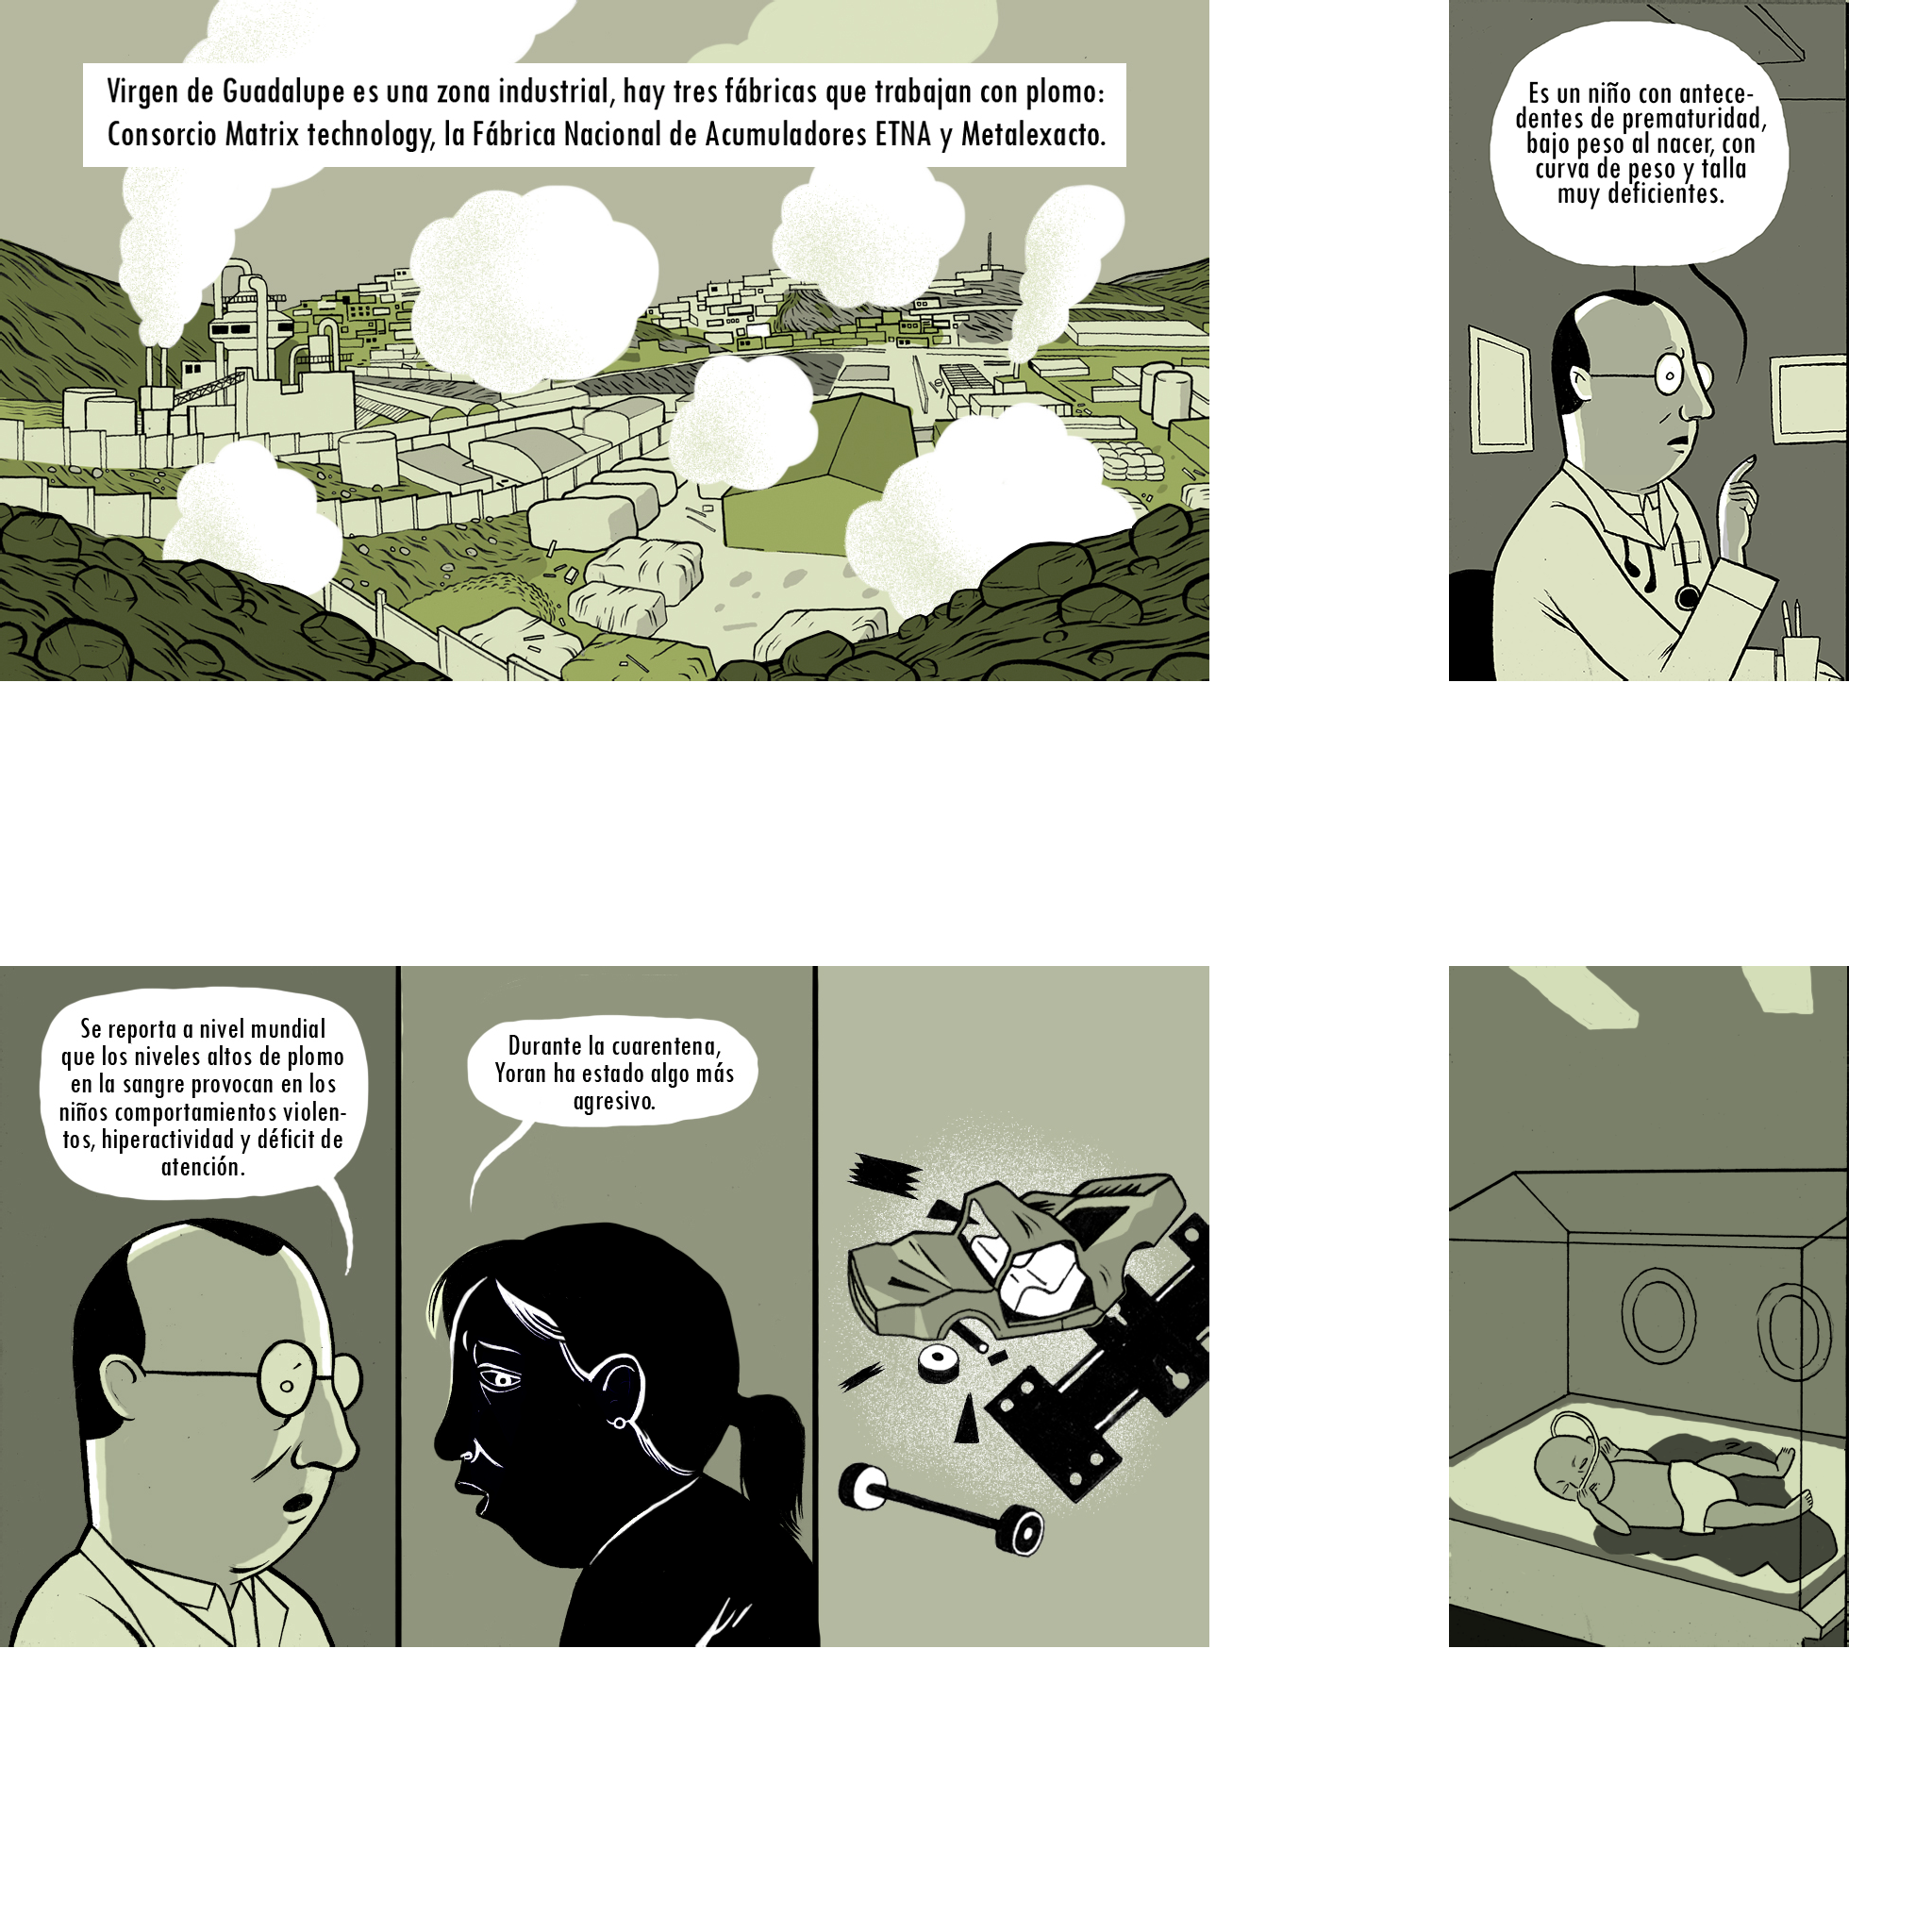 Virgen de Guadalupe es una zona industrial, hay tres fábricas que trabajan con plomo:
Consorcio Matrix technology, la Fábrica Nacional de Acumuladores ETNA y Metalexacto.
Es un niño con antece-
dentes de prematuridad,
bajo peso al nacer, con
curva de peso y talla
muy deficientes.
Se reporta a nivel mundial
que los niveles altos de plomo
en la sangre provocan en los
niños comportamientos violen-
tos, hiperactividad y déficit de
atención.
Durante la cuarentena,
Yoran ha estado algo más
agresivo.